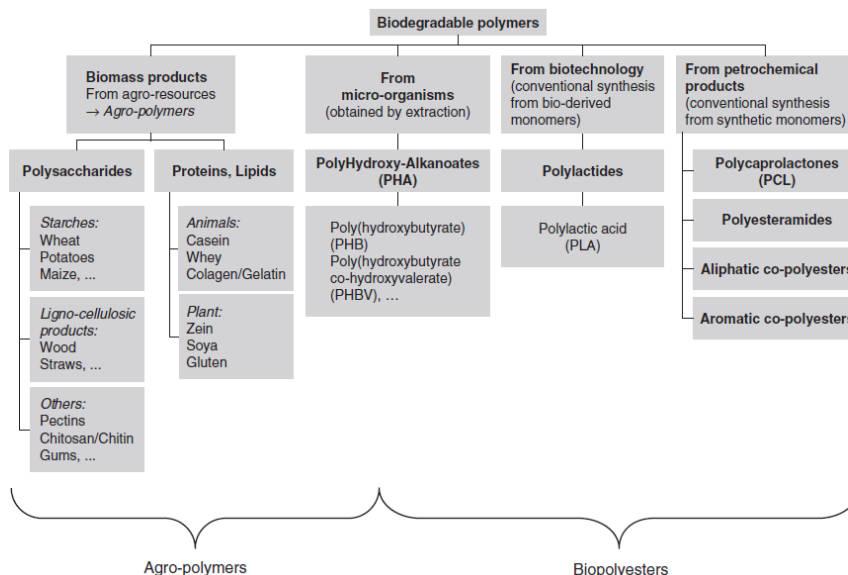 Biodegradable polymers
Biomass products
From agro-resources
→ Agro-polymers
From
micro-organisms
(obtained by extraction)
From biotechnology
(conventional synthesis
from bio-derived
monomers)
From petrochemical
products
(conventional synthesis
from synthetic monomers)
Polysaccharides
Proteins, Lipids
PolyHydroxy-Alkanoates
(PHA)
Polylactides
Polycaprolactones
(PCL)
Starches:
Wheat
Potatoes
Maize, ...
Animals:
Casein
Whey
Colagen/Gelatin
Poly(hydroxybutyrate)
(PHB)
Poly(hydroxybutyrate
co-hydroxyvalerate)
(PHBV), ...
Polylactic acid
(PLA)
Polyesteramides
Aliphatic co-polyesters
Aromatic co-polyesters
Ligno-cellulosic
products:
Wood
Straws, ...
Plant:
Zein
Soya
Gluten
Others:
Pectins
Chitosan/Chitin
Gums, ...
Agro-polymers
Biopolyesters